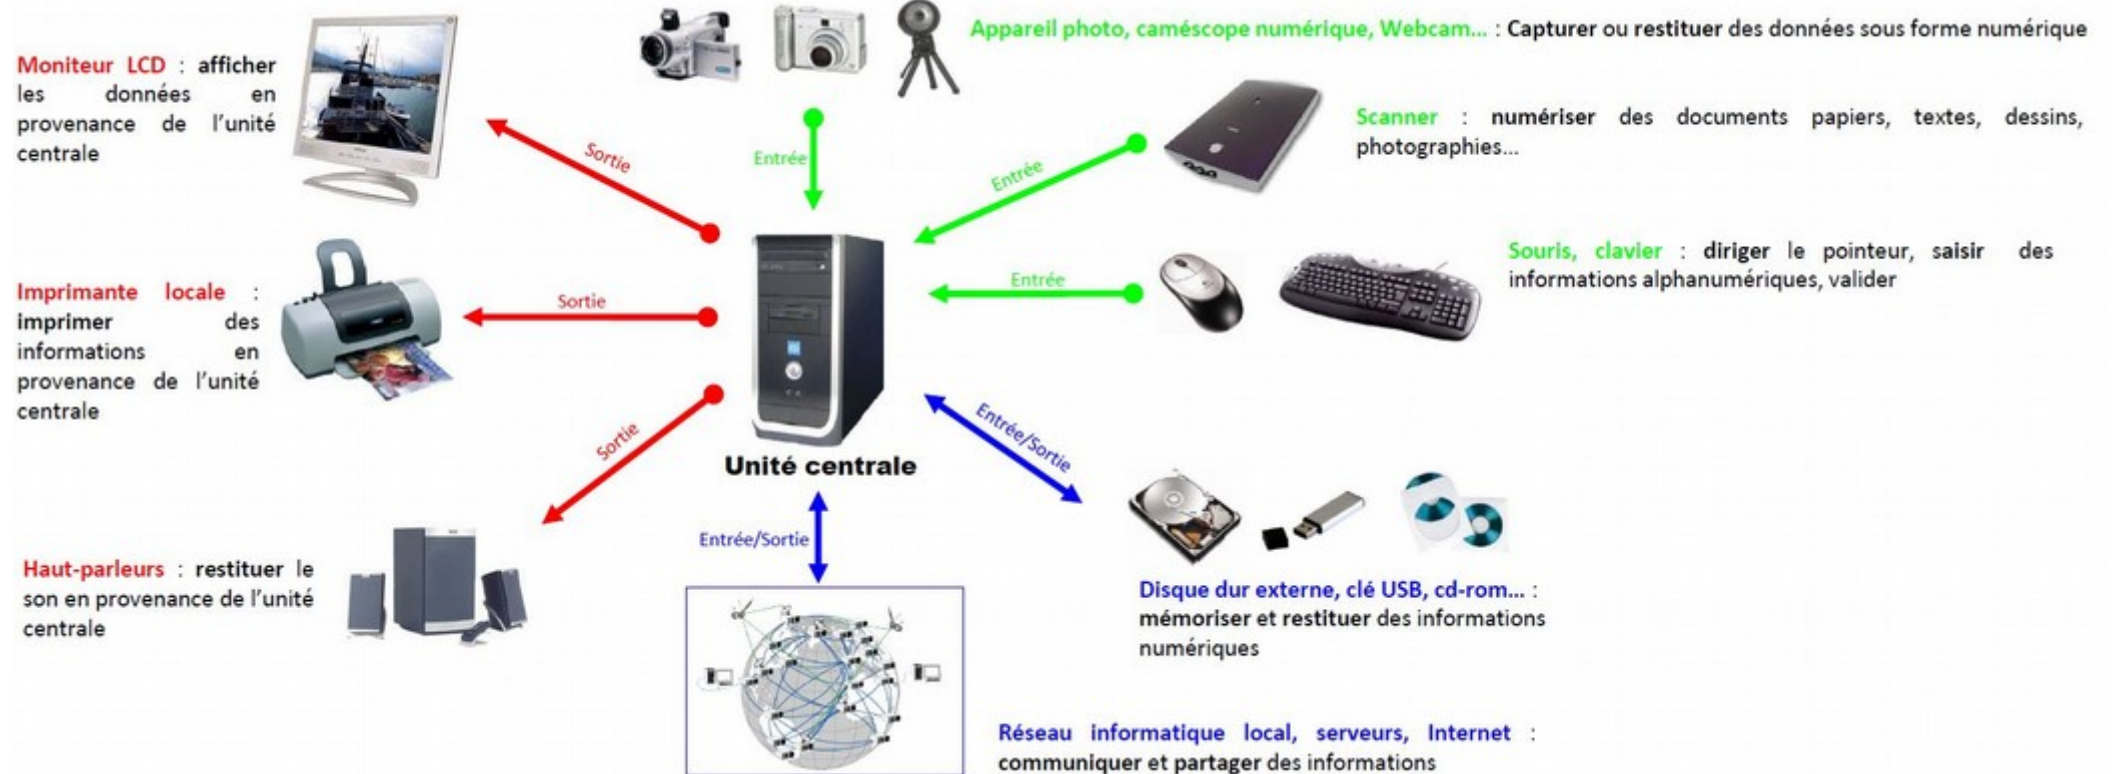 Appareil photo, caméscope numérique, Webcam... : Capturer ou restituer des données sous forme numérique
Moniteur LCD : afficher
les données en
provenance de l'unité
centrale
Sortie
Entrée
Entrée
Scanner : numériser des documents papiers, textes, dessins,
photographies...
Souris, clavier : diriger le pointeur, saisir des
informations alphanumériques, valider
Entrée
Imprimante locale :
imprimer des
informations en
provenance de l'unité
centrale
Sortie
Sortie
Unité centrale
Entrée/Sortie
Entrée/Sortie
Haut-parleurs : restituer le
son en provenance de l'unité
centrale
Disque dur externe, clé USB, cd-rom... :
mémoriser et restituer des informations
numériques
Réseau informatique local, serveurs, Internet :
communiquer et partager des informations